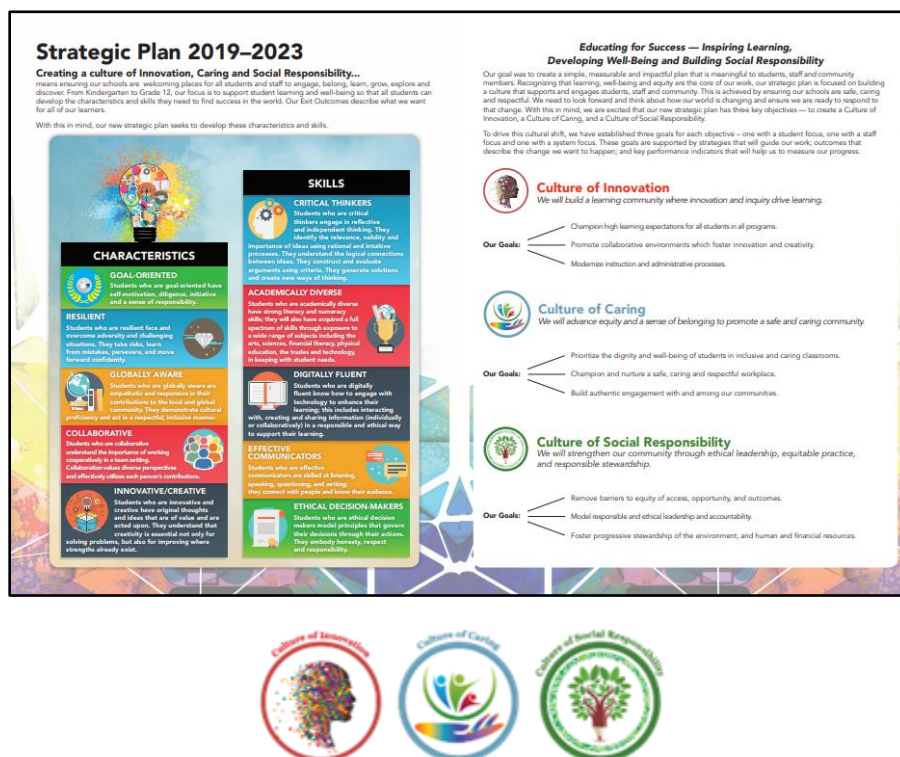 Strategic Plan 2019–2023
Creating a culture of Innovation, Caring and Social Responsibility...
means ensuring our schools are welcoming places for all students and staff to engage, belong, learn, grow, explore and
discover. From Kindergarten to Grade 12, our focus is to support student learning and well-being so that all students can
develop the characteristics and skills they need to find success in the world. Our Exit Outcomes describe what we want
for all of our learners.
With this in mind, our new strategic plan seeks to develop these characteristics and skills.
CHARACTERISTICS
GOAL-ORIENTED
Students who are goal-oriented have
self-motivation, diligence, initiative
and a sense of responsibility.
RESILIENT
Students who are resilient face and
overcome adversity and challenging
situations. They take risks, learn
from mistakes, persevere, and move
forward confidently.
GLOBALLY AWARE
Students who are globally aware are
empathetic and responsive in their
contributions to the local and global
community. They demonstrate cultural
proficiency and act in a respectful, inclusive manner.
COLLABORATIVE
Students who are collaborative
understand the importance of working
cooperatively in a team setting.
Collaboration values diverse perspectives
and effectively utilizes each person's contributions.
INNOVATIVE/CREATIVE
Students who are innovative and
creative have original thoughts
and ideas that are of value and are
acted upon. They understand that
creativity is essential not only for
solving problems, but also for improving where
strengths already exist.
SKILLS
CRITICAL THINKERS
Students who are critical
thinkers engage in reflective
and independent thinking. They
identify the relevance, validity and
importance of ideas using rational and intuitive
processes. They understand the logical connections
between ideas. They construct and evaluate
arguments using criteria. They generate solutions
and create new ways of thinking.
ACADEMICALLY DIVERSE
Students who are academically diverse
have strong literacy and numeracy
skills; they will also have acquired a full
spectrum of skills through exposure to
a wide range of subjects including the
arts, sciences, financial literacy, physical
education, the trades and technology,
in keeping with student needs.
DIGITALLY FLUENT
Students who are digitally
fluent know how to engage with
technology to enhance their
learning; this includes interacting
with, creating and sharing information (individually
or collaboratively) in a responsible and ethical way
to support their learning.
EFFECTIVE
COMMUNICATORS
Students who are effective
communicators are skilled at listening,
speaking, questioning, and writing;
they connect with people and know their audience.
ETHICAL DECISION-MAKERS
Students who are ethical decision
makers model principles that govern
their decisions through their actions.
They embody honesty, respect
and responsibility.
Educating for Success — Inspiring Learning,
Developing Well-Being and Building Social Responsibility
Our goal was to create a simple, measurable and impactful plan that is meaningful to students, staff and community
members. Recognizing that learning, well-being and equity are the core of our work, our strategic plan is focused on building
a culture that supports and engages students, staff and community. This is achieved by ensuring our schools are safe, caring
and respectful. We need to look forward and think about how our world is changing and ensure we are ready to respond to
that change. With this in mind, we are excited that our new strategic plan has three key objectives — to create a Culture of
Innovation, a Culture of Caring, and a Culture of Social Responsibility.
To drive this cultural shift, we have established three goals for each objective – one with a student focus, one with a staff
focus and one with a system focus. These goals are supported by strategies that will guide our work; outcomes that
describe the change we want to happen; and key performance indicators that will help us to measure our progress.
Culture of Innovation
We will build a learning community where innovation and inquiry drive learning.
Our Goals:
Champion high learning expectations for all students in all programs.
Promote collaborative environments which foster innovation and creativity.
Modernize instruction and administrative processes.
Culture of Caring
We will advance equity and a sense of belonging to promote a safe and caring community.
Our Goals:
Prioritize the dignity and well-being of students in inclusive and caring classrooms.
Champion and nurture a safe, caring and respectful workplace.
Build authentic engagement with and among our communities.
Culture of Social Responsibility
We will strengthen our community through ethical leadership, equitable practice,
and responsible stewardship.
Our Goals:
Remove barriers to equity of access, opportunity, and outcomes.
Model responsible and ethical leadership and accountability.
Foster progressive stewardship of the environment, and human and financial resources.
Culture of Innovation
Culture of Caring
Culture of Social Responsibility